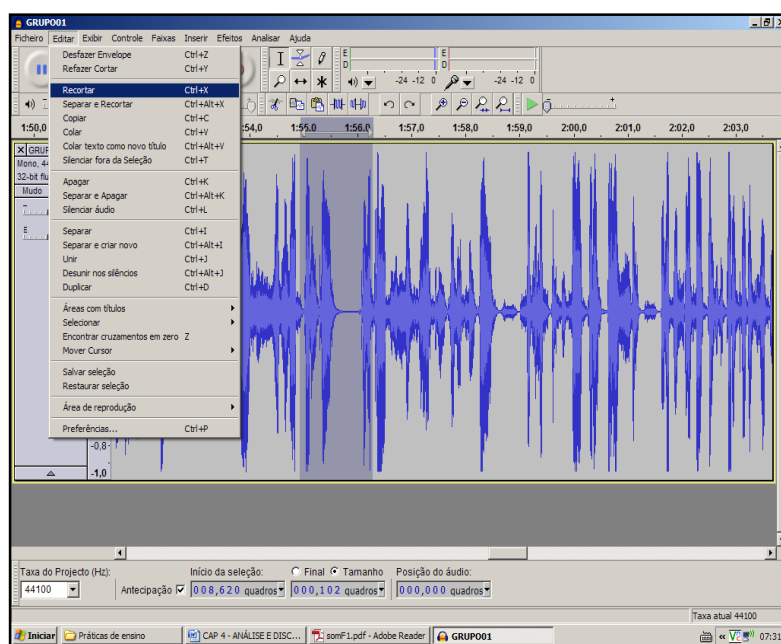 GRUPO01
Ficheiro Editar Exibir Controle Faixas Inserir Efeitos Analisar Ajuda
Desfazer Envelope Ctrl+Z
Refazer Cortar Ctrl+Y
Recortar Ctrl+X
Separar e Recortar Ctrl+Alt+X
Copiar Ctrl+C
Colar Ctrl+V
Colar texto como novo título Ctrl+Alt+V
Silenciar fora da Seleção Ctrl+T
Apagar Ctrl+K
Separar e Apagar Ctrl+Alt+K
Silenciar áudio Ctrl+L
Separar Ctrl+I
Separar e criar novo Ctrl+Alt+I
Unir Ctrl+J
Desunir nos silêncios Ctrl+Alt+J
Duplicar Ctrl+D
Áreas com títulos
Selecionar
Encontrar cruzamentos em zero Z
Mover Cursor
Salvar seleção
Restaurar seleção
Área de reprodução
Preferências... Ctrl+P
E E
D D
-24 -12 0 -24 -12 0
1:50,0 :54,0 1:55,0 1:56,0 1:57,0 1:58,0 1:59,0 2:00,0 2:01,0 2:02,0 2:03,0
X GRUP
Mono, 44
32-bit flu
Mudo
E
-0,8
-1,0
Taxa do Projecto (Hz): Início da seleção: Final Tamanho Posição do áudio:
44100 Antecipação 008,620 quadros 000,102 quadros 000,000 quadros
Taxa atual 44100
Iniciar Práticas de ensino CAP 4 - ANÁLISE E DISC... somF1.pdf - Adobe Reader GRUPO01 « 07:31